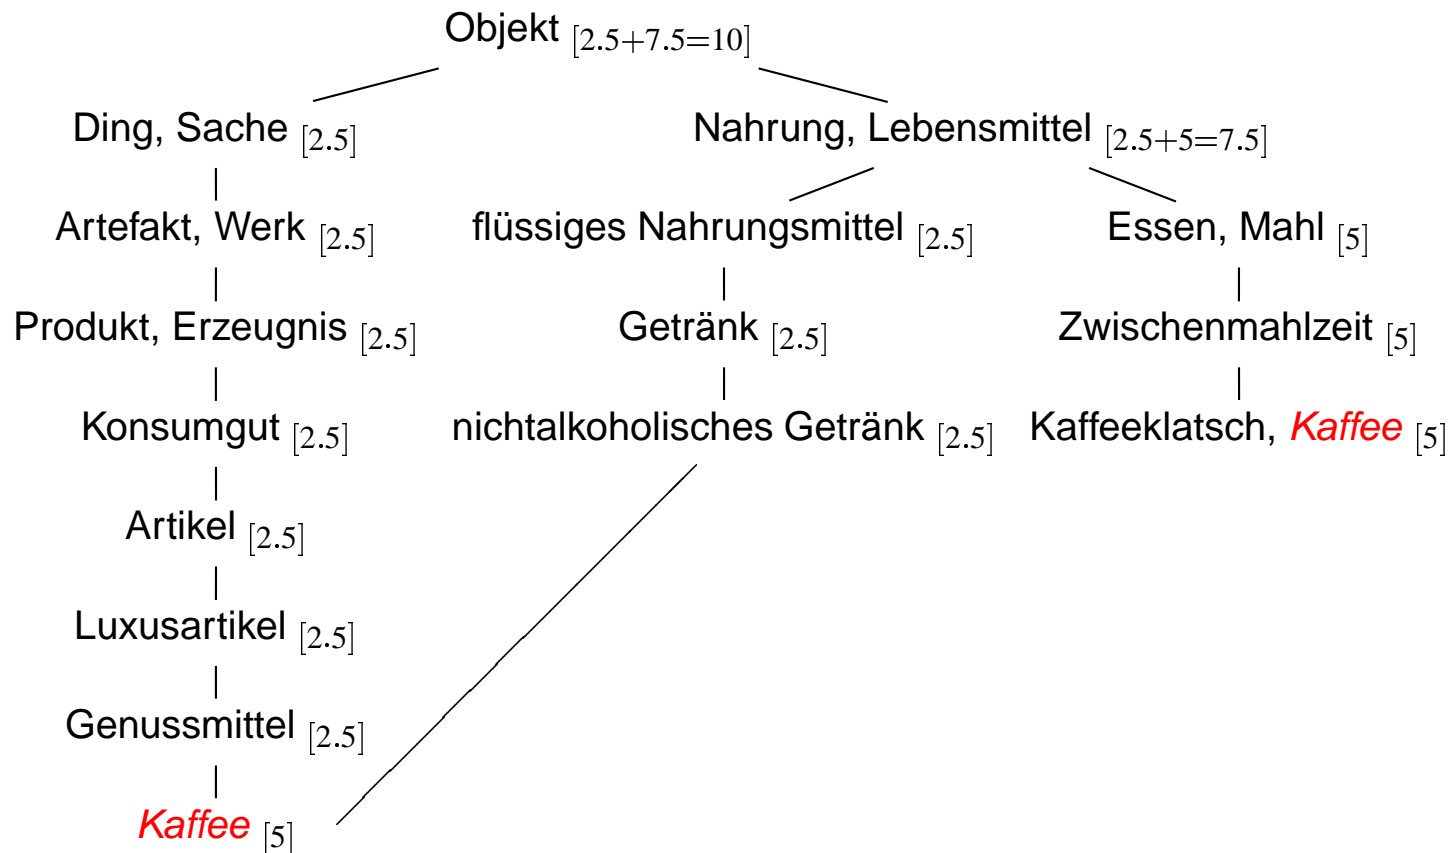 Objekt [2.5+7.5=10]
Ding, Sache [2.5] Nahrung, Lebensmittel [2.5+5=7.5]
Artefakt, Werk [2.5] flüssiges Nahrungsmittel [2.5] Essen, Mahl [5]
Produkt, Erzeugnis [2.5] Getränk [2.5] Zwischenmahlzeit [5]
Konsumgut [2.5] nichtalkoholisches Getränk [2.5] Kaffeeklatsch, Kaffee [5]
Artikel [2.5]
Luxusartikel [2.5]
Genussmittel [2.5]
Kaffee [5]